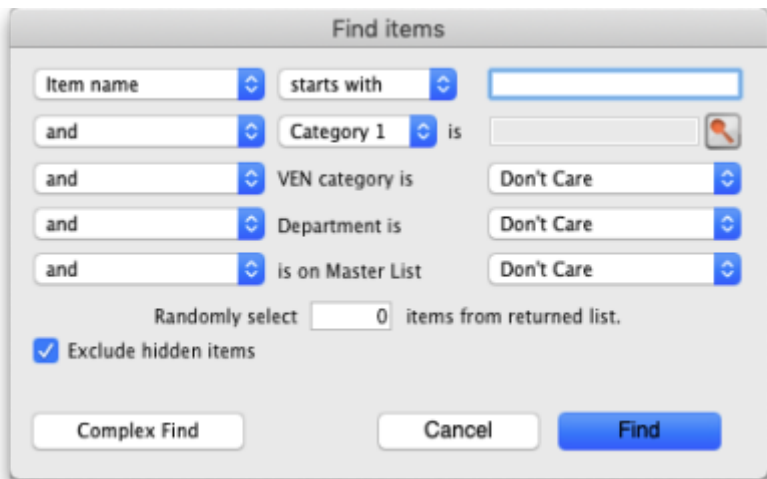 Find items
Item name starts with
and Category 1 is
and VEN category is Don't Care
and Department is Don't Care
and is on Master List Don't Care
Randomly select 0 items from returned list.
Exclude hidden items
Complex Find Cancel Find